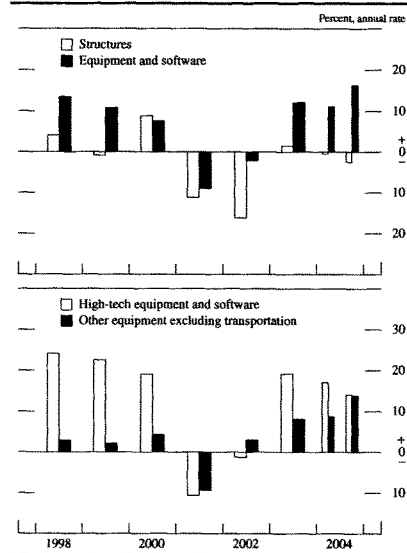 Percent, annual rate
Structures
Equipment and software
20
10
+
0
−
10
20
High-tech equipment and software
Other equipment excluding transportation
30
20
10
+
0
−
10
1998 2000 2002 2004